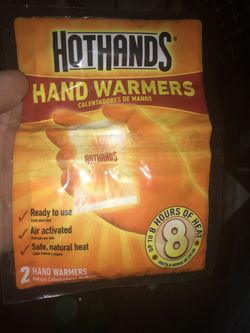 HOTHANDS®
HAND WARMERS
CALENTADORES DE MANOS
HOTHANDS
Ready to use
Air activated
Safe, natural heat
UP TO 8 HOURS OF HEAT
8
2 HAND WARMERS